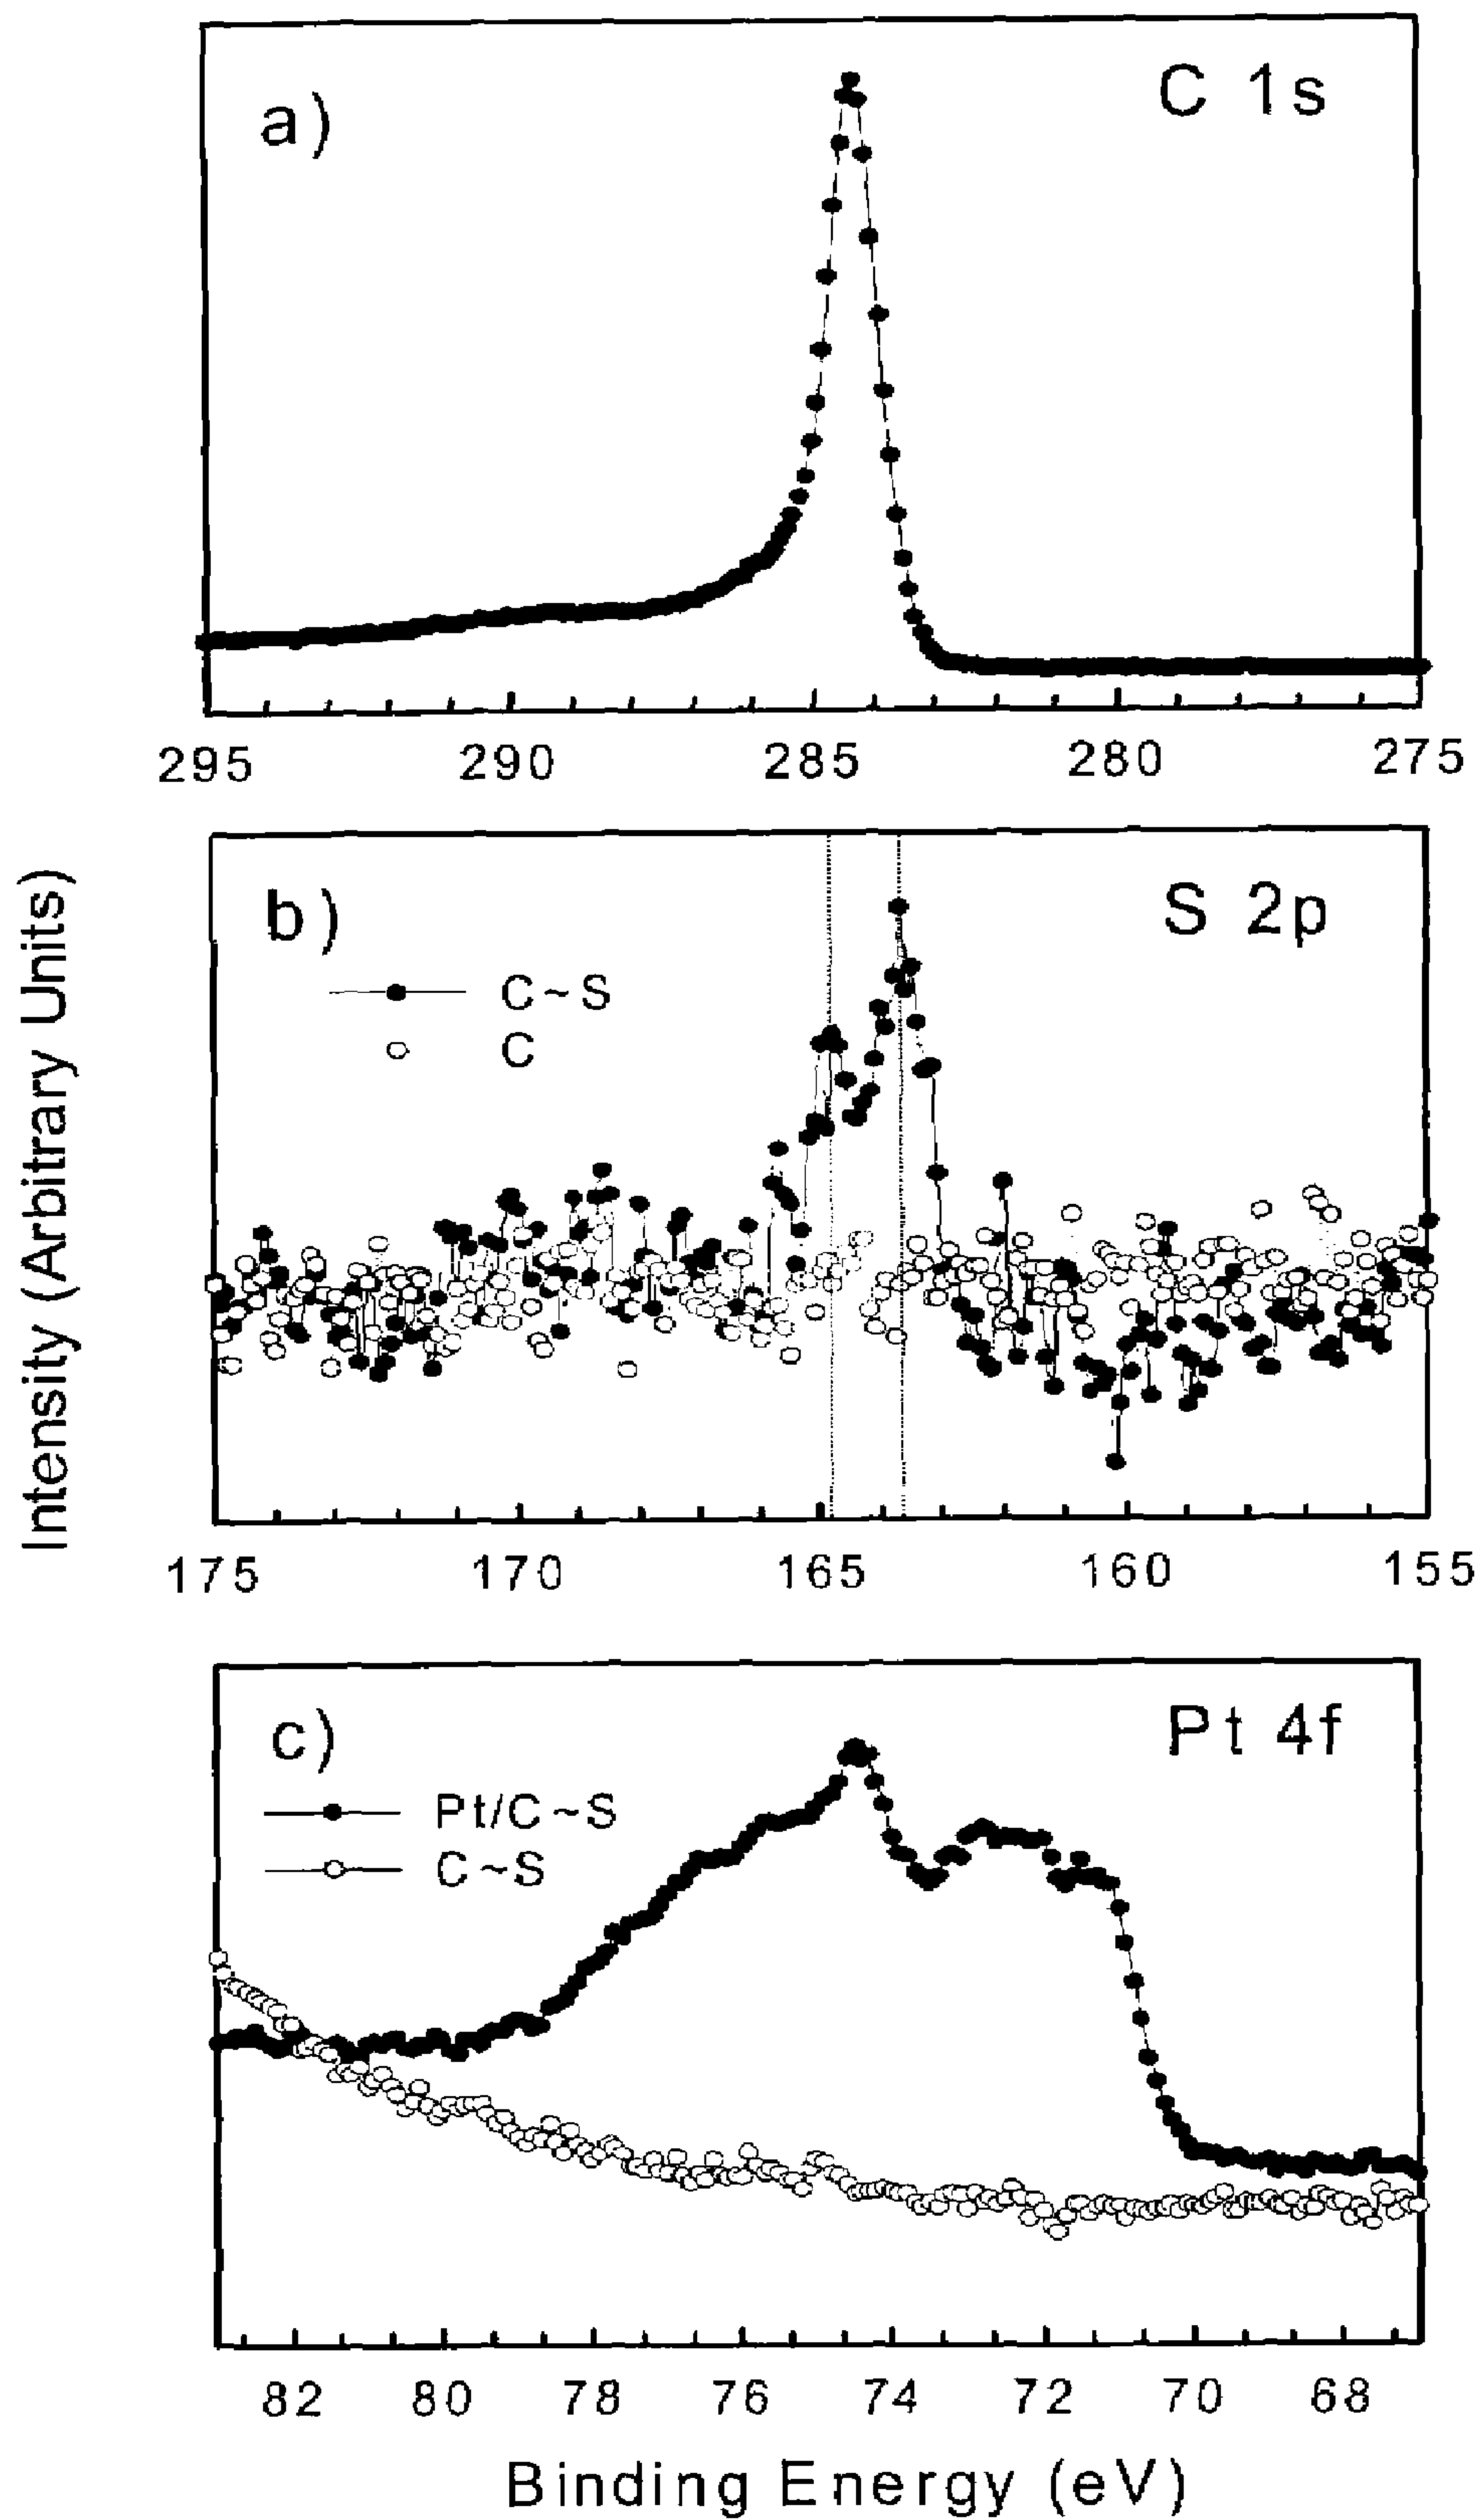 a)
C 1s
295 290 285 280 275
b)
S 2p
C~S
C
175 170 165 160 155
c)
Pt 4f
Pt/C~S
C~S
82 80 78 76 74 72 70 68
Binding Energy (eV)
Intensity (Arbitrary Units)